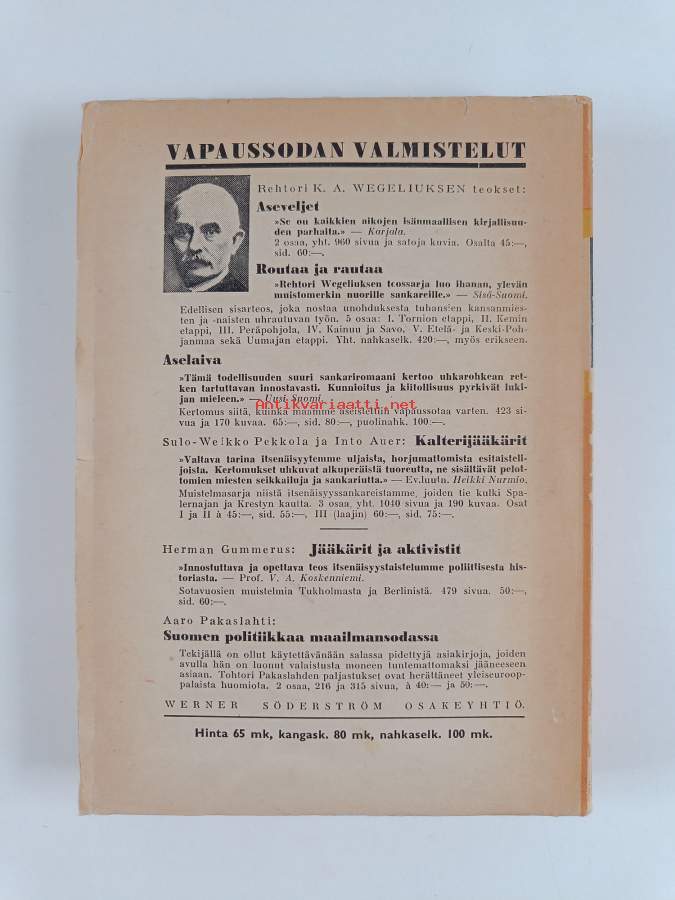 VAPAUSSODAN VALMISTELUT
Rehtori K. A. WEGELIUKSEN teokset:
Aseveljet
»Se on kaikkien aikojen isänmaallisen kirjallisuu-
den parhaita.» — Karjala.
2 osaa, yht. 960 sivua ja satoja kuvia. Osalta 45:—,
sid. 60:—.
Routaa ja rautaa
»Rehtori Wegeliuksen teossarja luo ihanan, ylevän
muistomerkin nuorille sankareille.» — Sisä-Suomi.
Edellisen sisarteos, joka nostaa unohduksesta tuhansien kansanmies-
ten ja -naisten uhrautuvan työn. 5 osaa: I. Tornion etappi, II. Kemin
etappi, III. Peräpohjola, IV. Kainuu ja Savo, V. Etelä- ja Keski-Poh-
janmaa sekä Uumajan etappi. Yht. nahkaselk. 420:—, myös erikseen.
Aselaiva
»Tämä todellisuuden suuri sankariromaani kertoo uhkarohkean ret-
ken tartuttavan innostavasti. Kunnioitus ja kiitollisuus pyrkivät luki-
jan mieleen.» — Uusi Suomi.
Antikvariaatti.net
Kertomus siitä, kuinka maamme aseistettiin vapaussotaa varten. 423 si-
vua ja 170 kuvaa. 65:—, sid. 80:—, puolinahk. 100:—.
Sulo-Weikko Pekkola ja Into Auer: Kalterijääkärit
»Valtava tarina itsenäisyytemme uljaista, horjumattomista esitaisteli-
joista. Kertomukset uhkuvat alkuperäistä tuoreutta, ne sisältävät pelot-
tomien miesten seikkailuja ja sankariutta.» — Ev.luutn. Heikki Nurmio.
Muistelmasarja niistä itsenäisyyssankareistamme, joiden tie kulki Spa-
lernajan ja Krestyn kautta. 3 osaa, yht. 1040 sivua ja 190 kuvaa. Osat
I ja II à 45:—, sid. 55:—, III (laajin) 60:—, sid. 75:—.
Herman Gummerus: Jääkärit ja aktivistit
»Innostuttava ja opettava teos itsenäisyystaistelumme poliittisesta his-
toriasta. — Prof. V. A. Koskenniemi.
Sotavuosien muistelmia Tukholmasta ja Berlinistä. 479 sivua. 50:—,
sid. 60:—.
Aaro Pakaslahti:
Suomen politiikkaa maailmansodassa
Tekijällä on ollut käytettävänään salassa pidettyjä asiakirjoja, joiden
avulla hän on luonut valaistusta moneen tuntemattomaksi jääneeseen
asiaan. Tohtori Pakaslahden paljastukset ovat herättäneet yleiseuroop-
palaista huomiota. 2 osaa, 216 ja 315 sivua, à 40:— ja 50:—.
WERNER SÖDERSTRÖM OSAKEYHTIÖ.
Hinta 65 mk, kangask. 80 mk, nahkaselk. 100 mk.